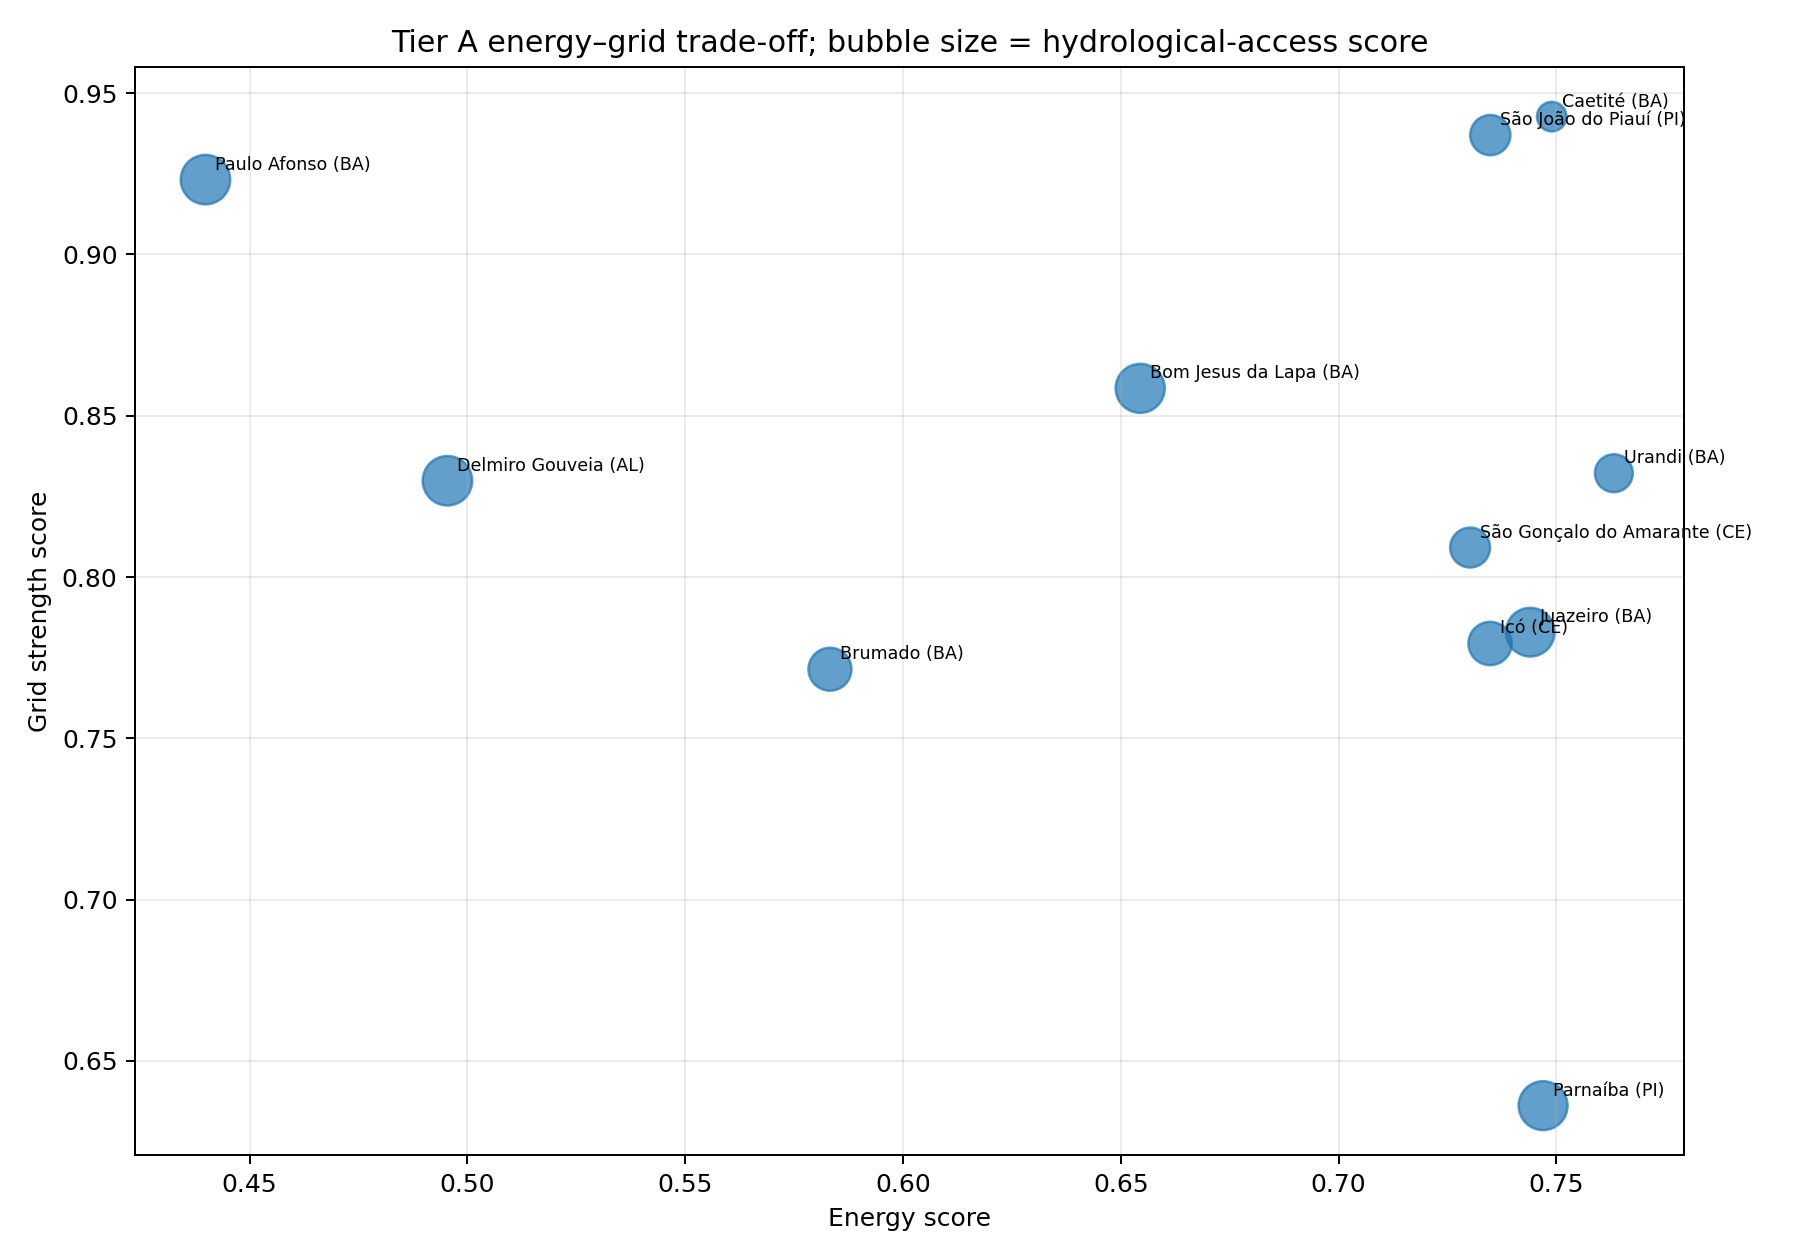 Tier A energy–grid trade-off; bubble size = hydrological-access score
0.95
Caetité (BA)
São João do Piauí (PI)
Paulo Afonso (BA)
0.90
Bom Jesus da Lapa (BA)
0.85
Delmiro Gouveia (AL)
Urandi (BA)
São Gonçalo do Amarante (CE)
0.80
Juazeiro (BA)
Icó (CE)
Brumado (BA)
0.75
0.70
0.65
Parnaíba (PI)
Grid strength score
0.45 0.50 0.55 0.60 0.65 0.70 0.75
Energy score